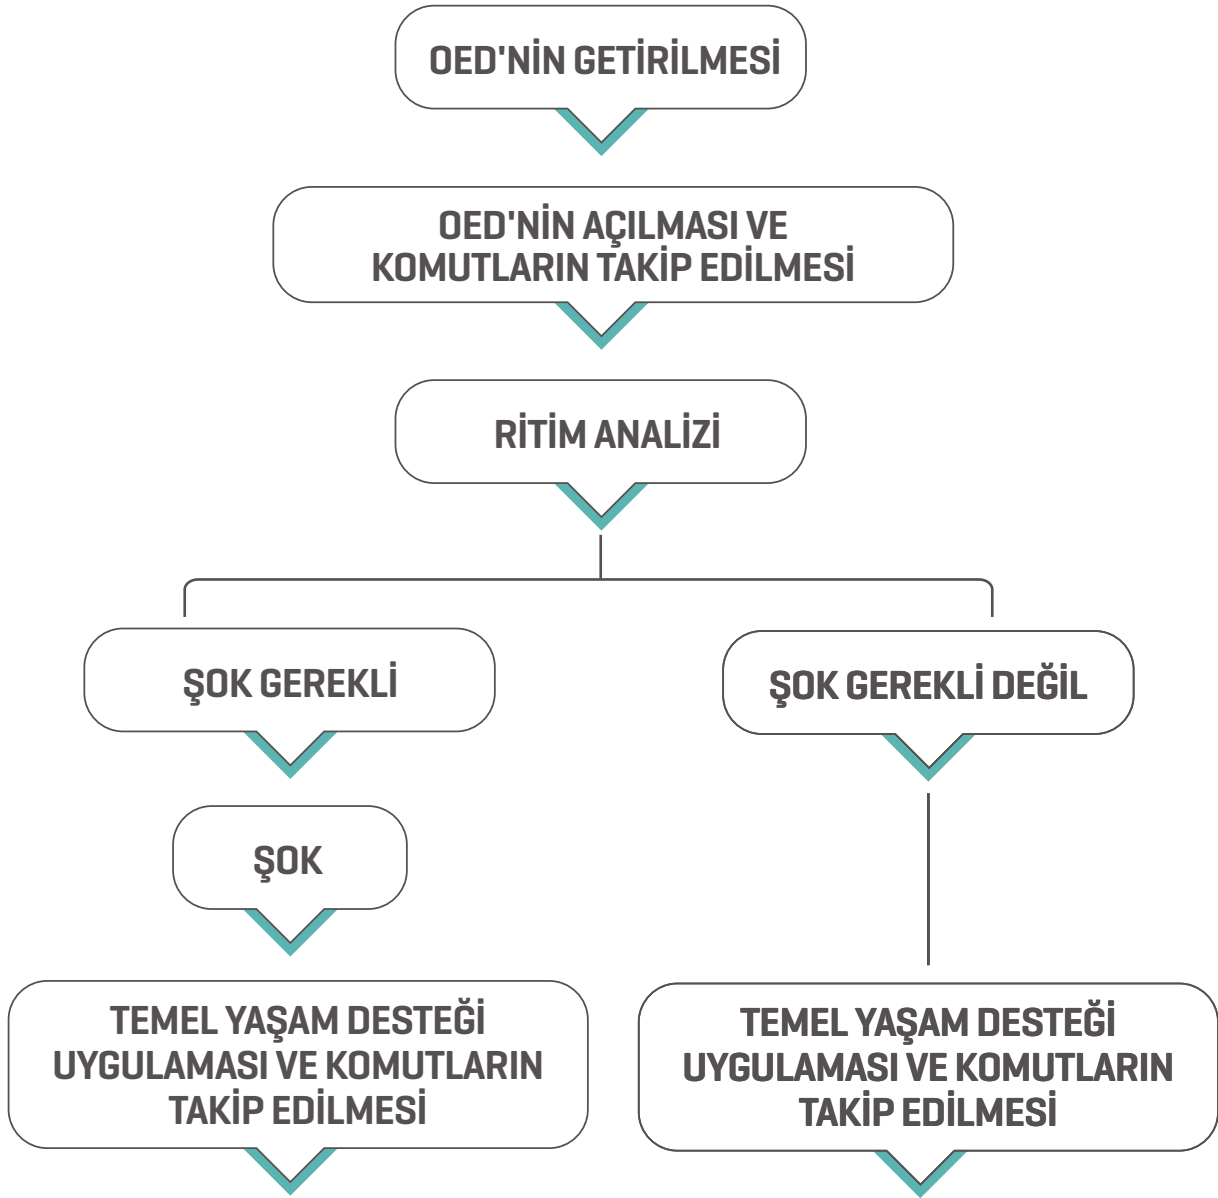 OED'NİN GETİRİLMESİ
OED'NİN AÇILMASI VE
KOMUTLARIN TAKİP EDİLMESİ
RİTİM ANALİZİ
ŞOK GEREKLİ
ŞOK GEREKLİ DEĞİL
ŞOK
TEMEL YAŞAM DESTEĞİ
UYGULAMASI VE KOMUTLARIN
TAKİP EDİLMESİ
TEMEL YAŞAM DESTEĞİ
UYGULAMASI VE KOMUTLARIN
TAKİP EDİLMESİ